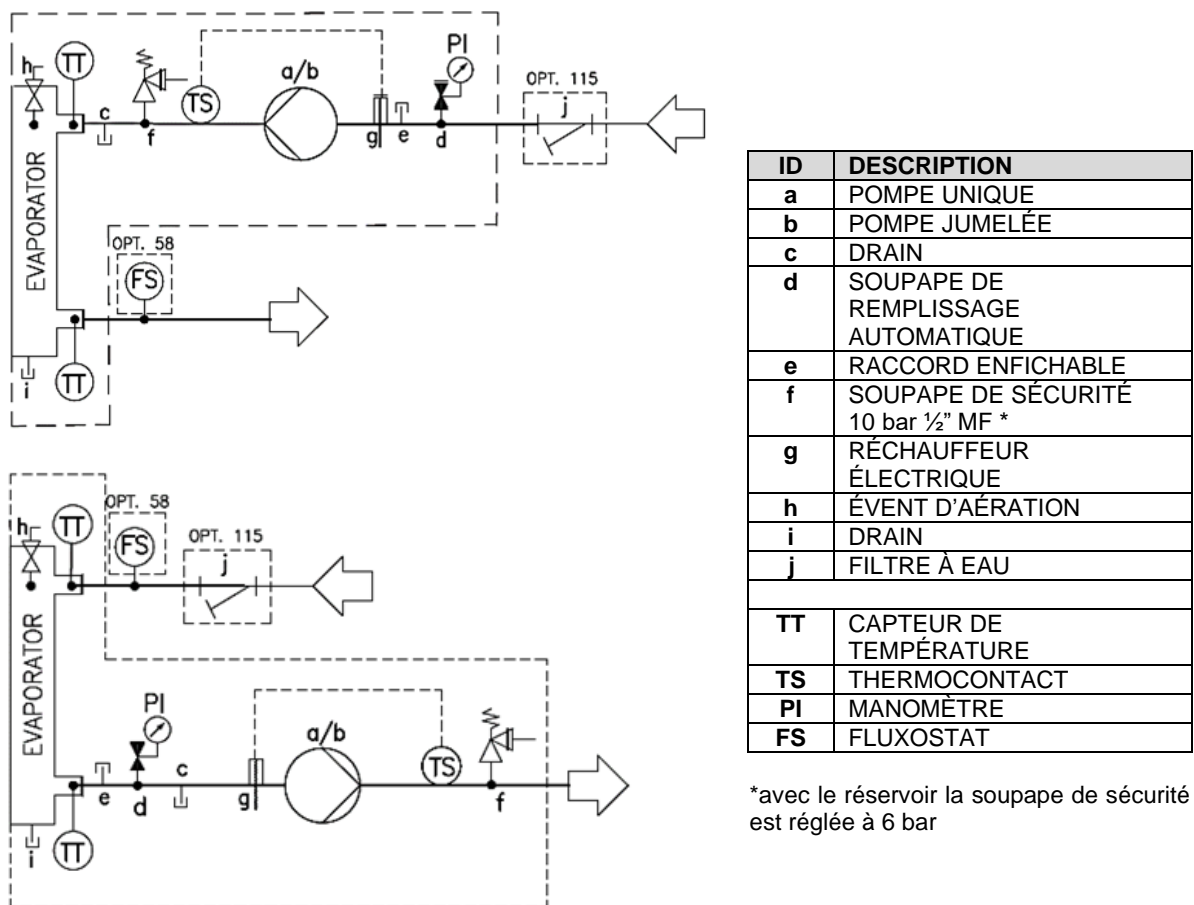 h
TT
c
f
TS
a/b
g
e
PI
d
OPT. 115
j
EVAPORATOR
OPT. 58
FS
i
TT
h
TT
OPT. 58
FS
OPT. 115
j
EVAPORATOR
e
PI
d
c
g
a/b
TS
f
i
TT
ID DESCRIPTION
a POMPE UNIQUE
b POMPE JUMELÉE
c DRAIN
d SOUPAPE DE
REMPLISSAGE
AUTOMATIQUE
e RACCORD ENFICHABLE
f SOUPAPE DE SÉCURITÉ
10 bar ½” MF *
g RÉCHAUFFEUR
ÉLECTRIQUE
h ÉVENT D’AÉRATION
i DRAIN
j FILTRE À EAU
TT CAPTEUR DE
TEMPÉRATURE
TS THERMOCONTACT
PI MANOMÈTRE
FS FLUXOSTAT
*avec le réservoir la soupape de sécurité
est réglée à 6 bar